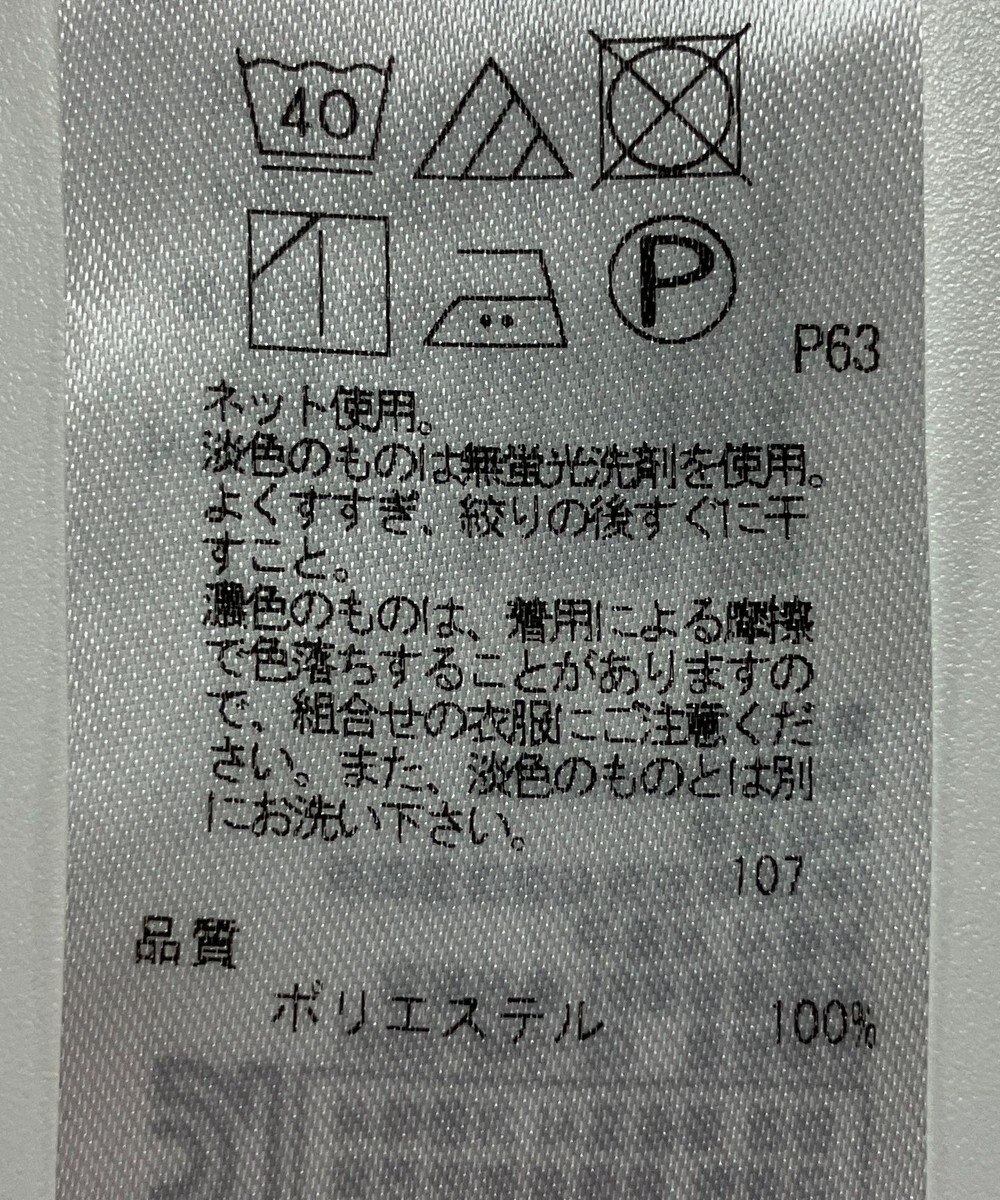 40
P
P63
ネット使用。
淡色のものは無蛍光洗剤を使用。
よくすすぎ、絞りの後すぐに干
すこと。
濃色のものは、着用による摩擦
で色落ちすることがありますの
で、組合せの衣服にご注意くだ
さい。また、淡色のものとは別
にお洗い下さい。
107
品質
ポリエステル 100%